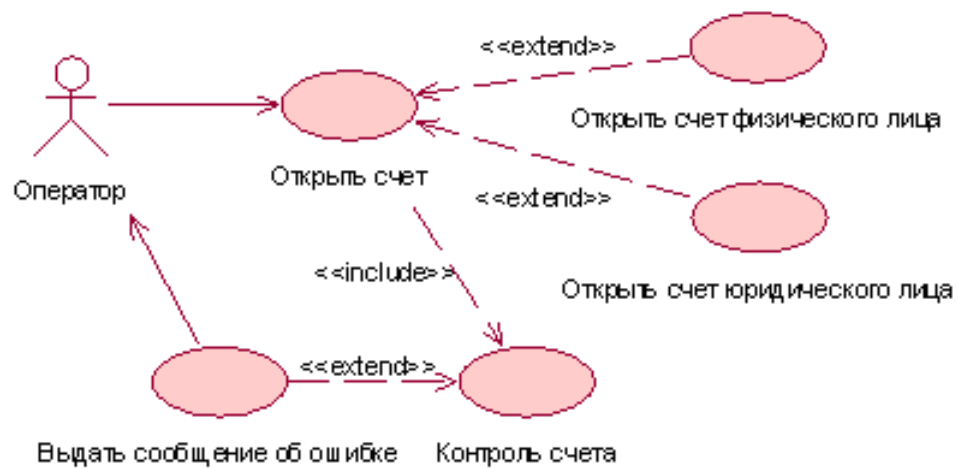 <<extend>>
Открыть счет физического лица
Оператор
Открыть счет
<<extend>>
<<include>>
Открыть счет юридического лица
<<extend>>
Выдать сообщение об ошибке
Контроль счета